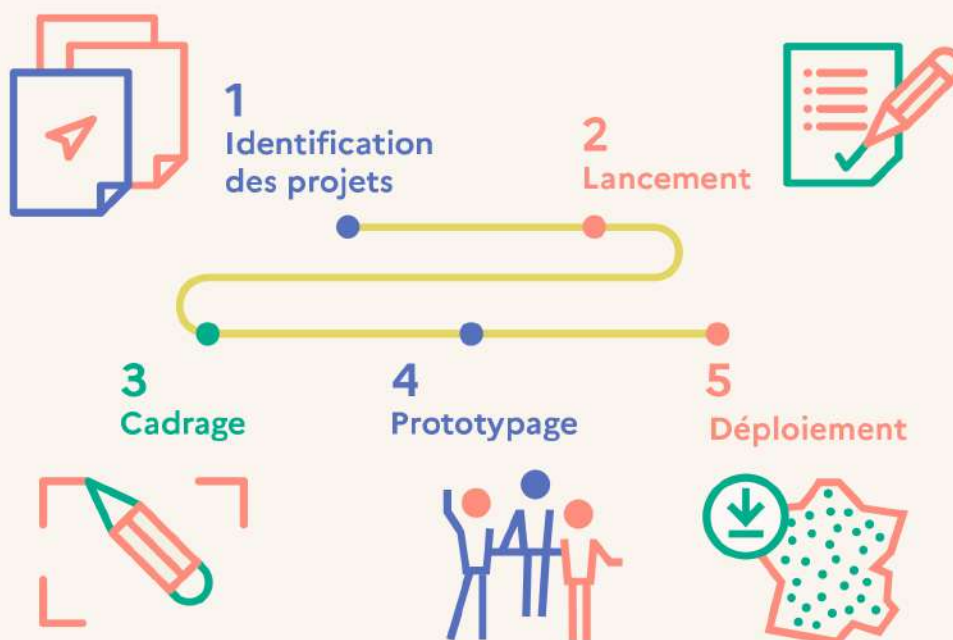 1
Identification
des projets
2
Lancement
3
Cadrage
4
Prototypage
5
Déploiement